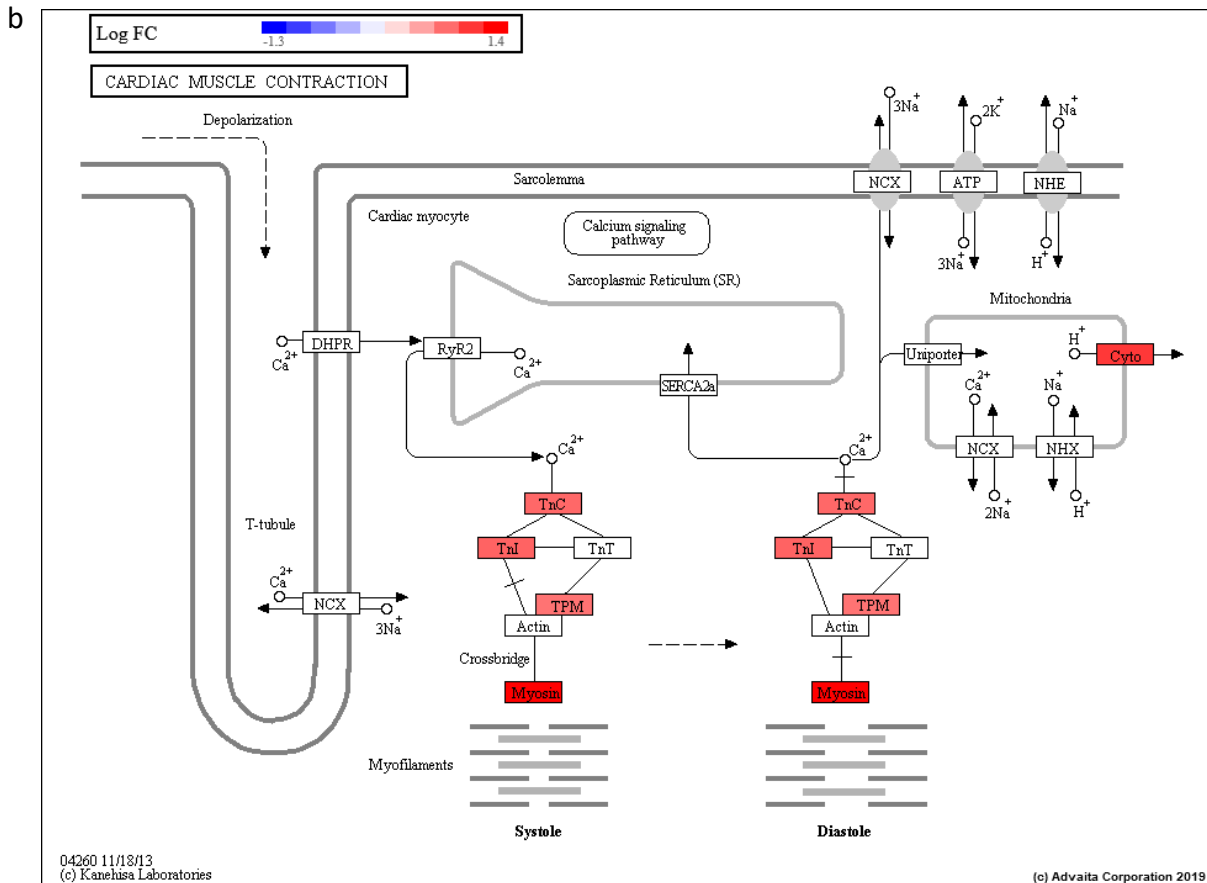 b
Log FC
-1.3
1.4
CARDIAC MUSCLE CONTRACTION
Depolarization
3Na+
2K+
Na+
Sarcolemma
NCX
ATP
NHE
Cardiac myocyte
Calcium signaling
pathway
3Na+
H+
Sarcoplasmic Reticulum (SR)
Mitochondria
Ca2+
DHPR
RyR2
Ca2+
SERCA2a
Uniporter
H+
Cyto
Ca2+
Na+
NCX
NHX
2Na+
H+
Ca2+
Ca2+
TnC
TnC
T-tubule
TnI
TnT
TnI
TnT
Ca2+
NCX
3Na+
TPM
TPM
Actin
Actin
Crossbridge
Myosin
Myosin
Myofilaments
Systole
Diastole
04260 11/18/13
(c) Kanehisa Laboratories
(c) Advaita Corporation 2019